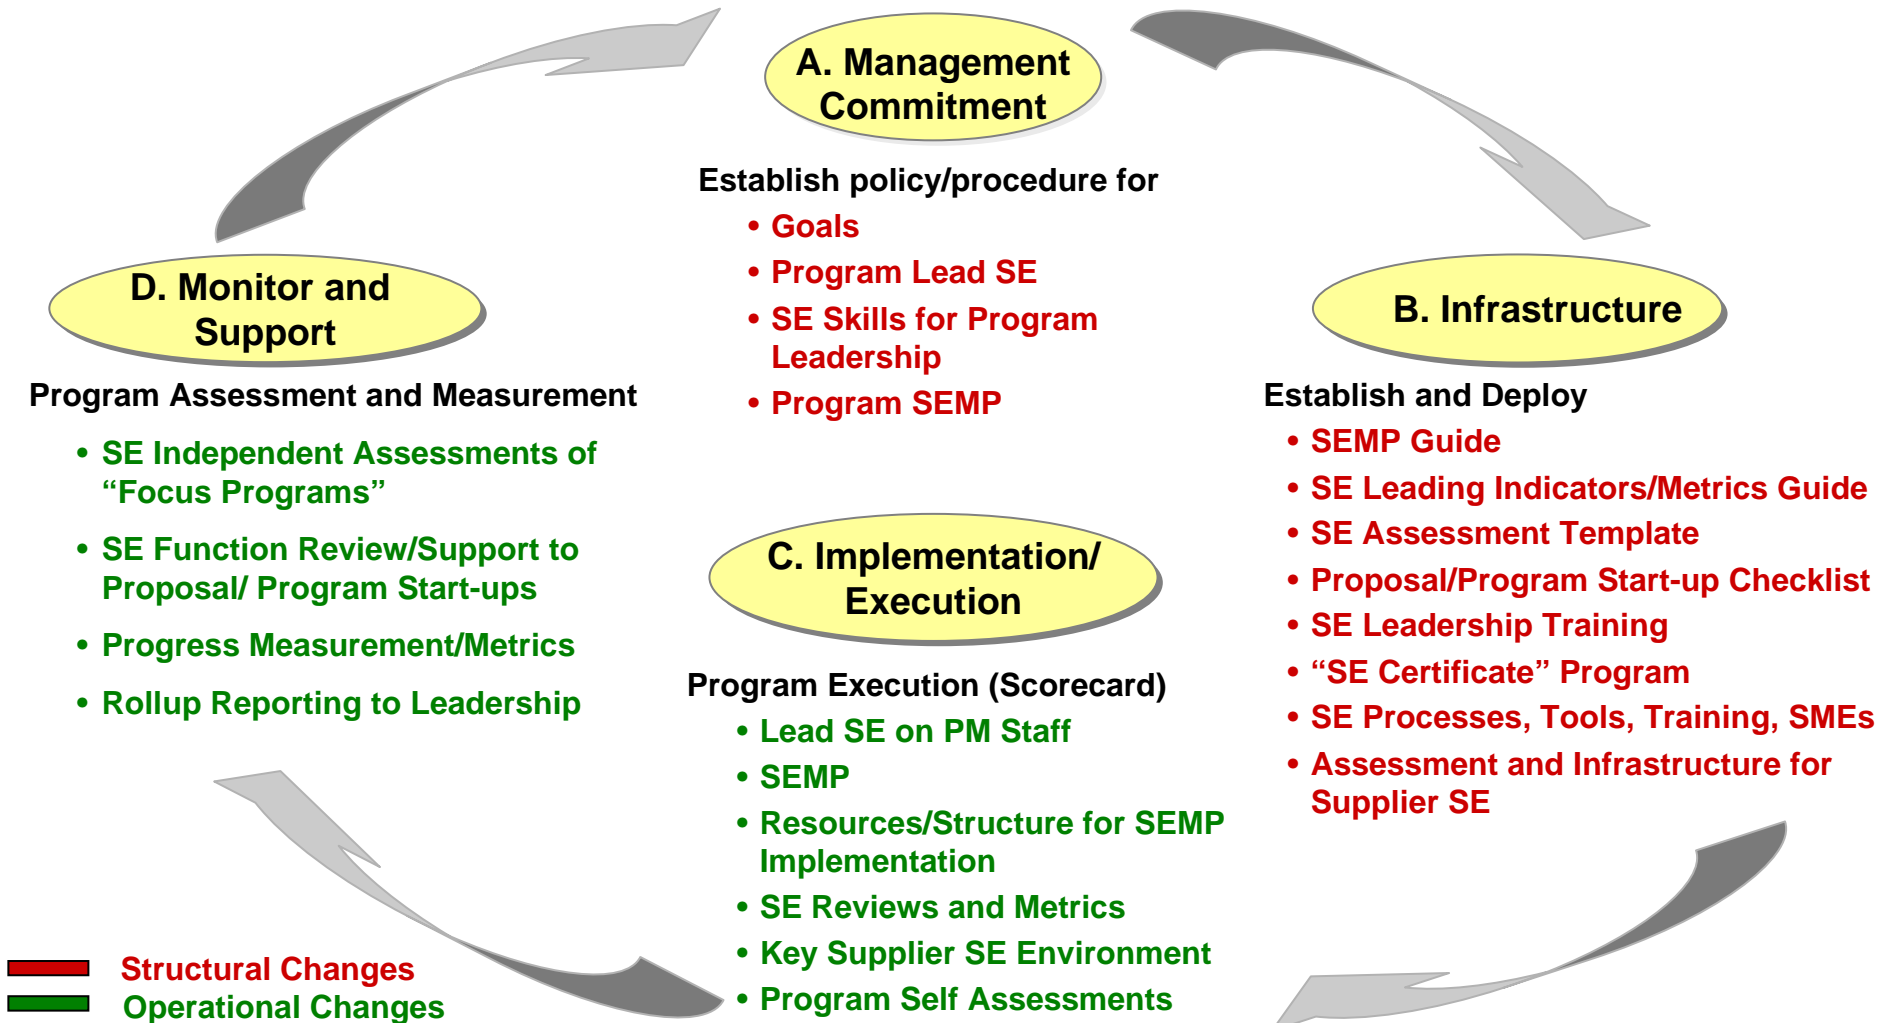 A. Management
Commitment
Establish policy/procedure for
• Goals
• Program Lead SE
• SE Skills for Program
Leadership
• Program SEMP
B. Infrastructure
Establish and Deploy
• SEMP Guide
• SE Leading Indicators/Metrics Guide
• SE Assessment Template
• Proposal/Program Start-up Checklist
• SE Leadership Training
• “SE Certificate” Program
• SE Processes, Tools, Training, SMEs
• Assessment and Infrastructure for
Supplier SE
C. Implementation/
Execution
Program Execution (Scorecard)
• Lead SE on PM Staff
• SEMP
• Resources/Structure for SEMP
Implementation
• SE Reviews and Metrics
• Key Supplier SE Environment
• Program Self Assessments
D. Monitor and
Support
Program Assessment and Measurement
• SE Independent Assessments of
“Focus Programs”
• SE Function Review/Support to
Proposal/ Program Start-ups
• Progress Measurement/Metrics
• Rollup Reporting to Leadership
Structural Changes
Operational Changes